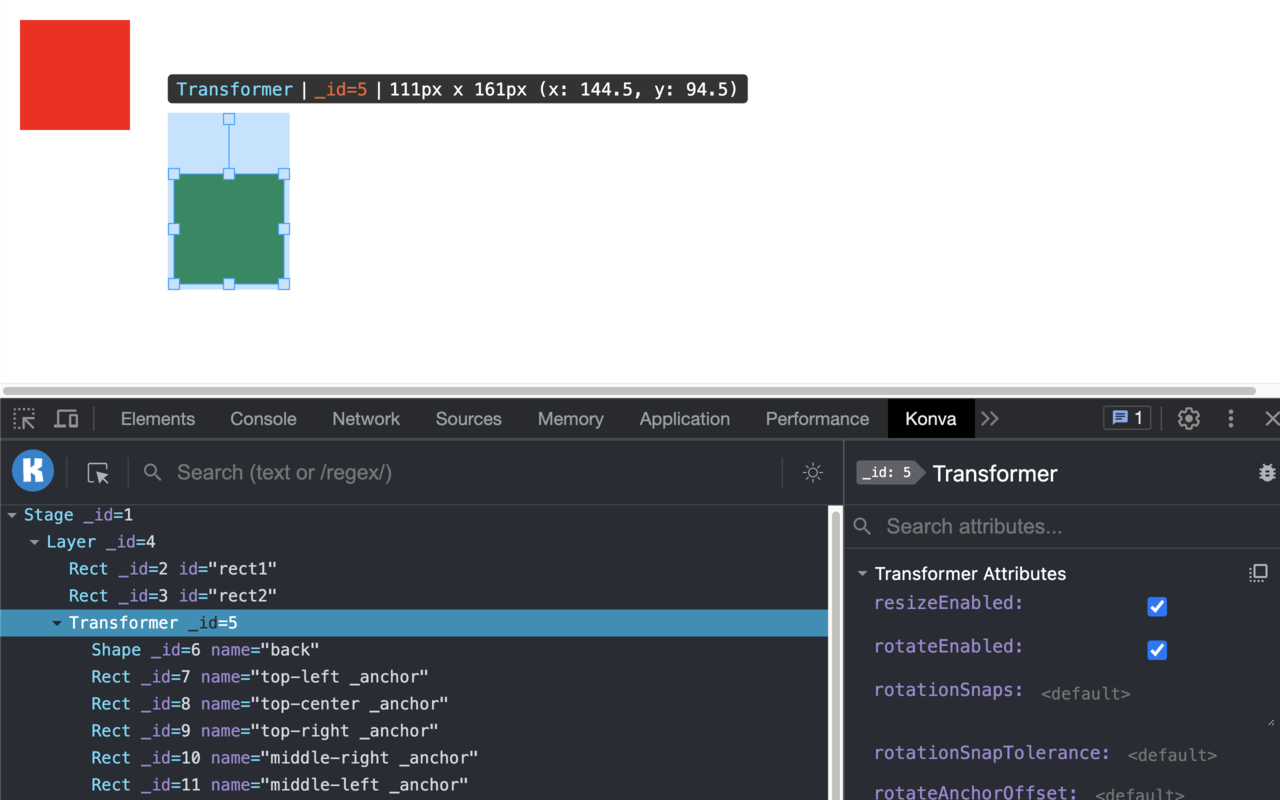 Transformer | _id=5 | 111px x 161px (x: 144.5, y: 94.5)
Elements Console Network Sources Memory Application Performance Konva 1
K Search (text or /regex/)
_id: 5 Transformer
Stage _id=1
Layer _id=4
Rect _id=2 id="rect1"
Rect _id=3 id="rect2"
Transformer _id=5
Shape _id=6 name="back"
Rect _id=7 name="top-left _anchor"
Rect _id=8 name="top-center _anchor"
Rect _id=9 name="top-right _anchor"
Rect _id=10 name="middle-right _anchor"
Rect _id=11 name="middle-left _anchor"
Search attributes...
Transformer Attributes
resizeEnabled:
rotateEnabled:
rotationSnaps: <default>
rotationSnapTolerance: <default>
rotateAnchorOffset: <default>